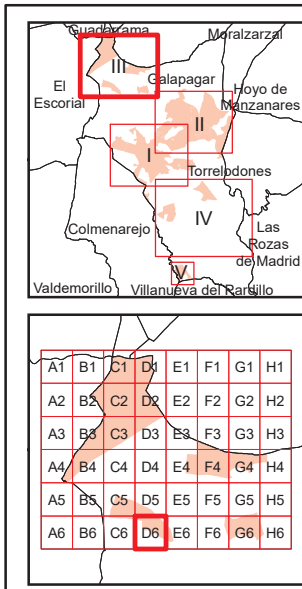 Guadarrama
Moralzarzal
III
El
Escorial
Galapagar
Hoyo de
Manzanares
II
I
Torrelodones
IV
Colmenarejo
Las
Rozas
de Madrid
V
Valdemorillo
Villanueva del Pardillo
A1 B1 C1 D1 E1 F1 G1 H1
A2 B2 C2 D2 E2 F2 G2 H2
A3 B3 C3 D3 E3 F3 G3 H3
A4 B4 C4 D4 E4 F4 G4 H4
A5 B5 C5 D5 E5 F5 G5 H5
A6 B6 C6 D6 E6 F6 G6 H6